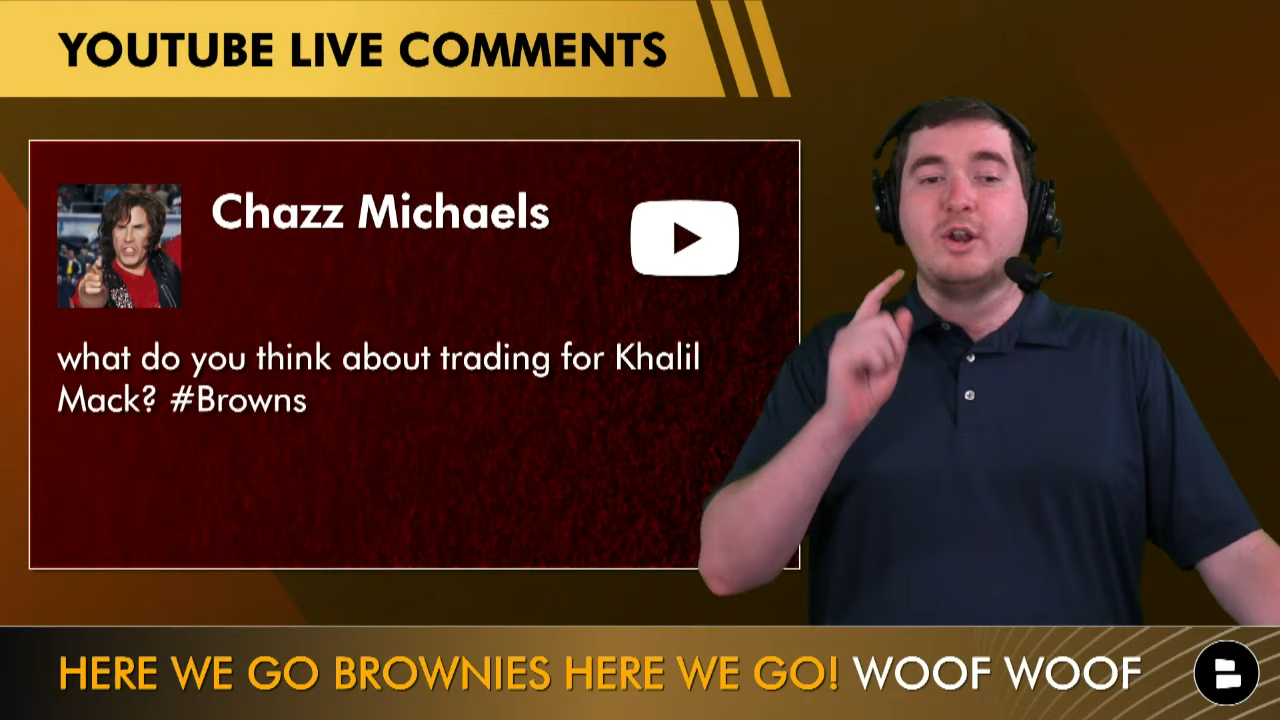 YOUTUBE LIVE COMMENTS
Chazz Michaels
what do you think about trading for Khalil
Mack? #Browns
HERE WE GO BROWNIES HERE WE GO! WOOF WOOF